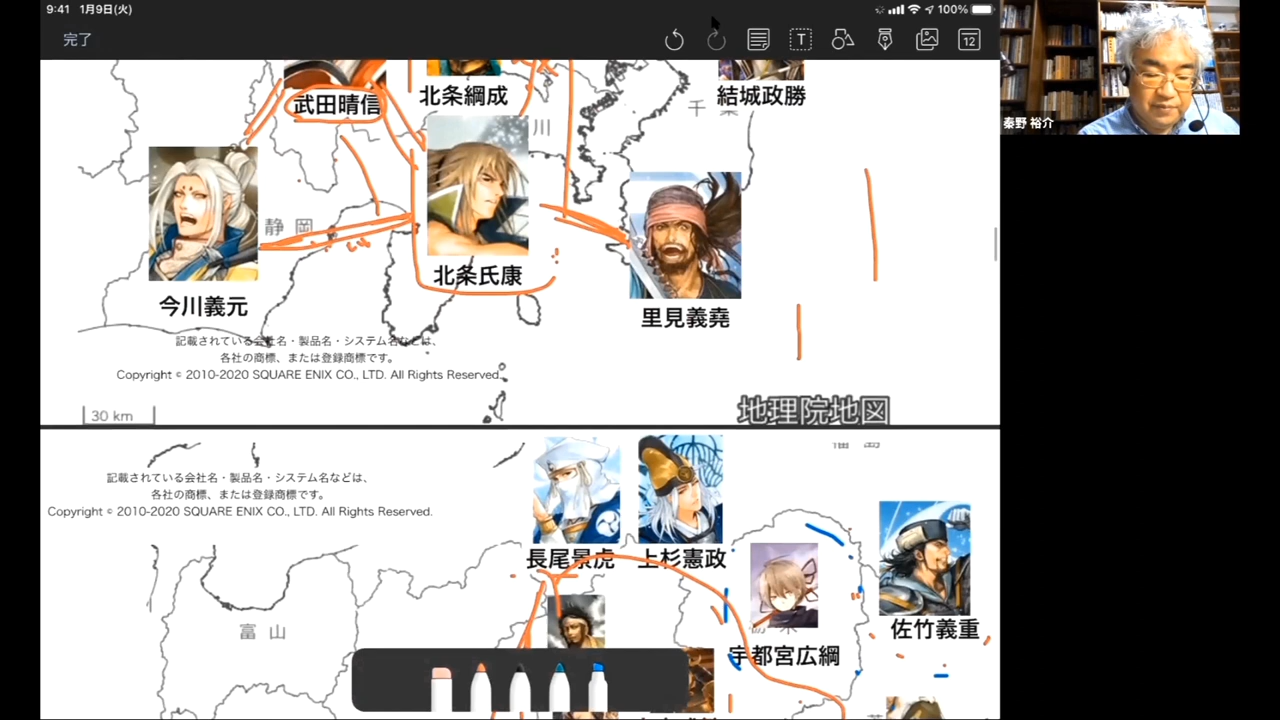 9:41 1月9日(火)
100%
完了
T
12
秦野 裕介
武田晴信
北条綱成
結城政勝
千 葉
川
静 岡
今川義元
北条氏康
里見義堯
記載されている会社名・製品名・システム名などは、
各社の商標、または登録商標です。
Copyright © 2010-2020 SQUARE ENIX CO., LTD. All Rights Reserved.
30 km
地理院地図
福 島
記載されている会社名・製品名・システム名などは、
各社の商標、または登録商標です。
Copyright © 2010-2020 SQUARE ENIX CO., LTD. All Rights Reserved.
長尾景虎
上杉憲政
富 山
宇都宮広綱
佐竹義重